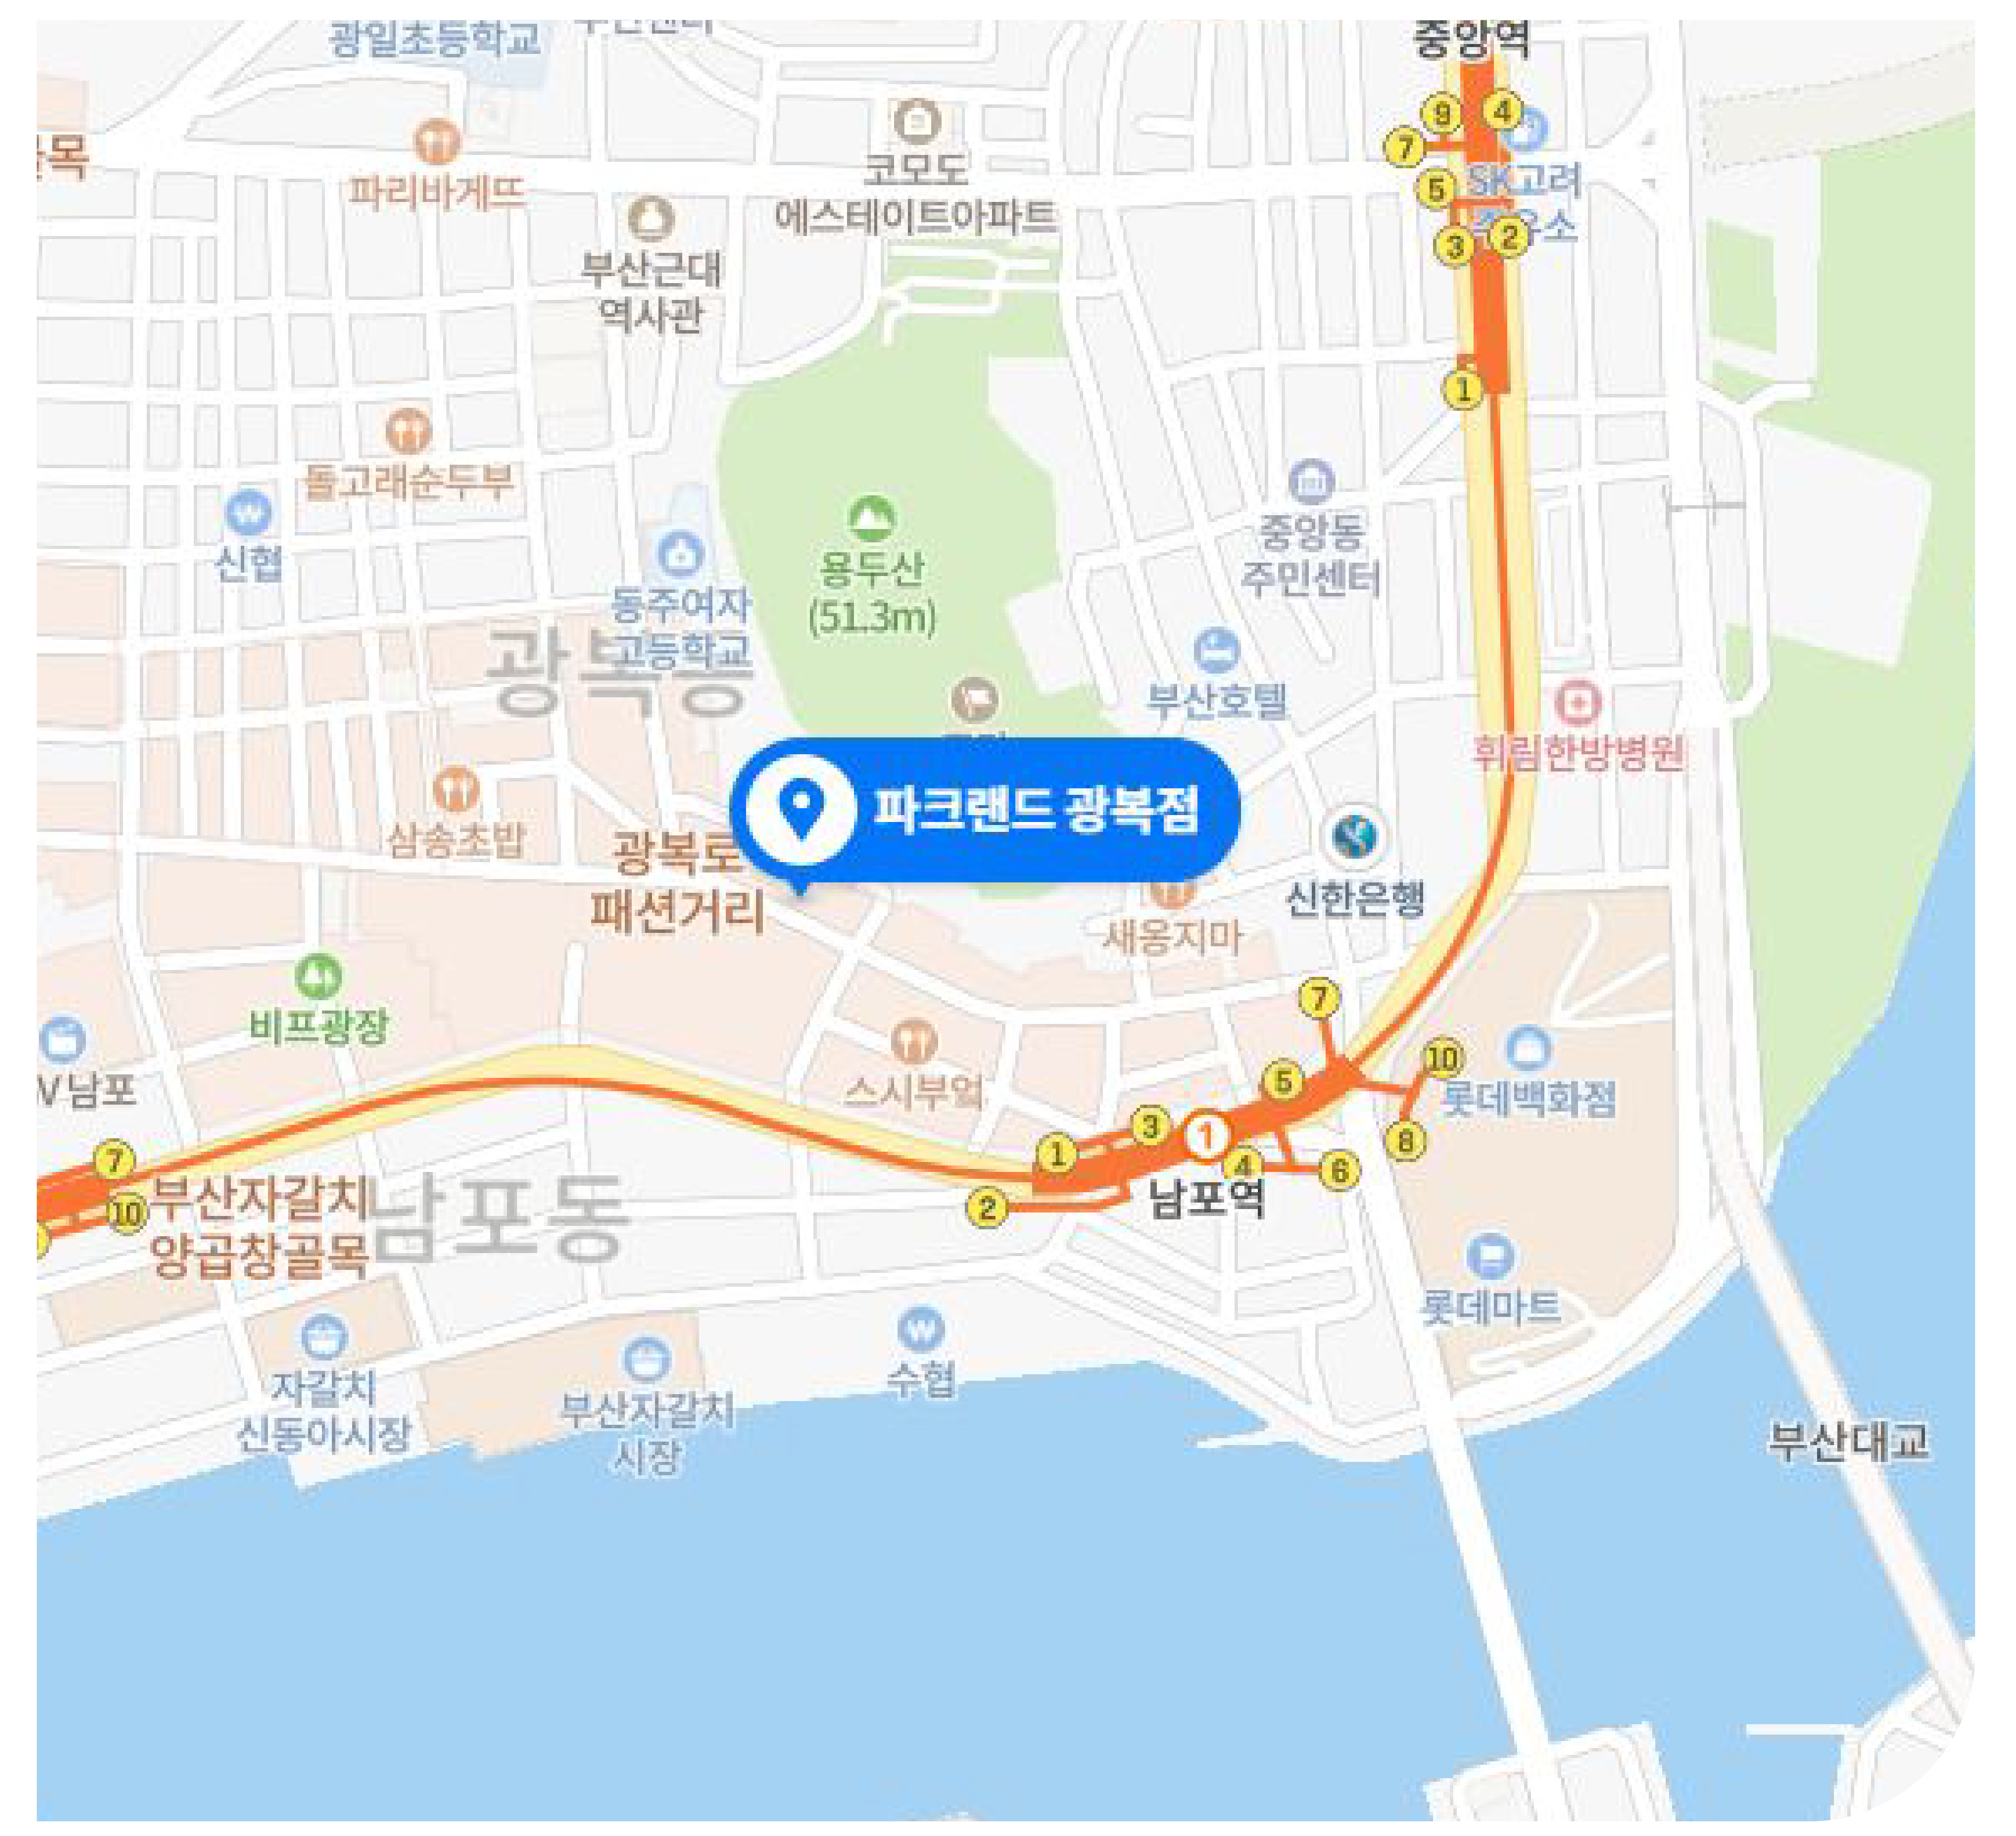 광일초등학교
중앙역
9
4
7
골목
파리바게뜨
코모도
에스테이트아파트
5
SK고려
3
2
부산근대
역사관
1
돌고래순두부
신협
용두산
(51.3m)
중앙동
주민센터
동주여자
고등학교
광복동
부산호텔
휘림한방병원
삼송초밥
파크랜드 광복점
광복로
패션거리
신한은행
새웅지마
비프광장
7
V남포
스시부업
5
10
롯데백화점
1
3
1
8
4
6
7
10
2
남포역
부산자갈치
양곱창골목
남포동
롯데마트
자갈치
신동아시장
부산자갈치
시장
수협
부산대교